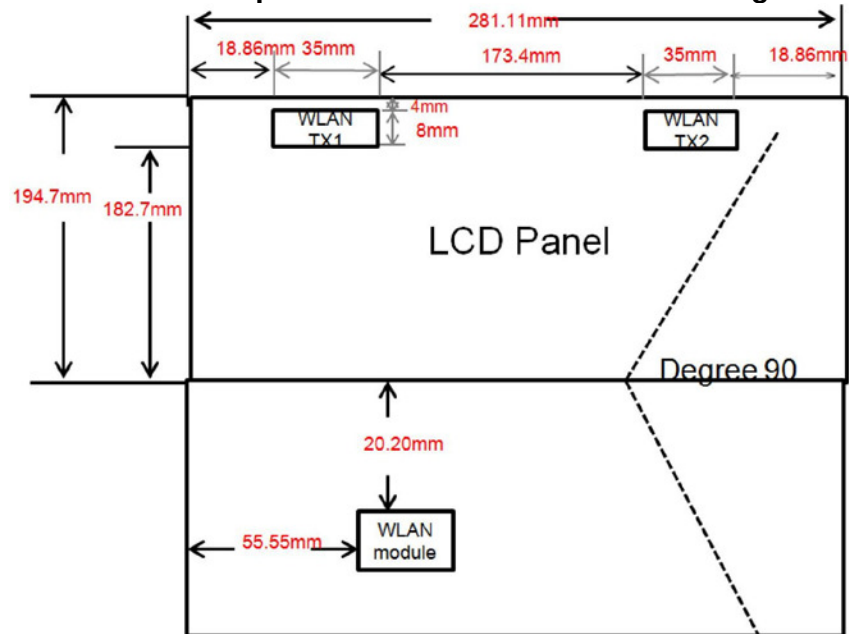 281.11mm
18.86mm 35mm 173.4mm 35mm 18.86mm
4mm
WLAN TX1 8mm WLAN TX2
194.7mm
182.7mm
LCD Panel
Degree 90
20.20mm
WLAN
module
55.55mm